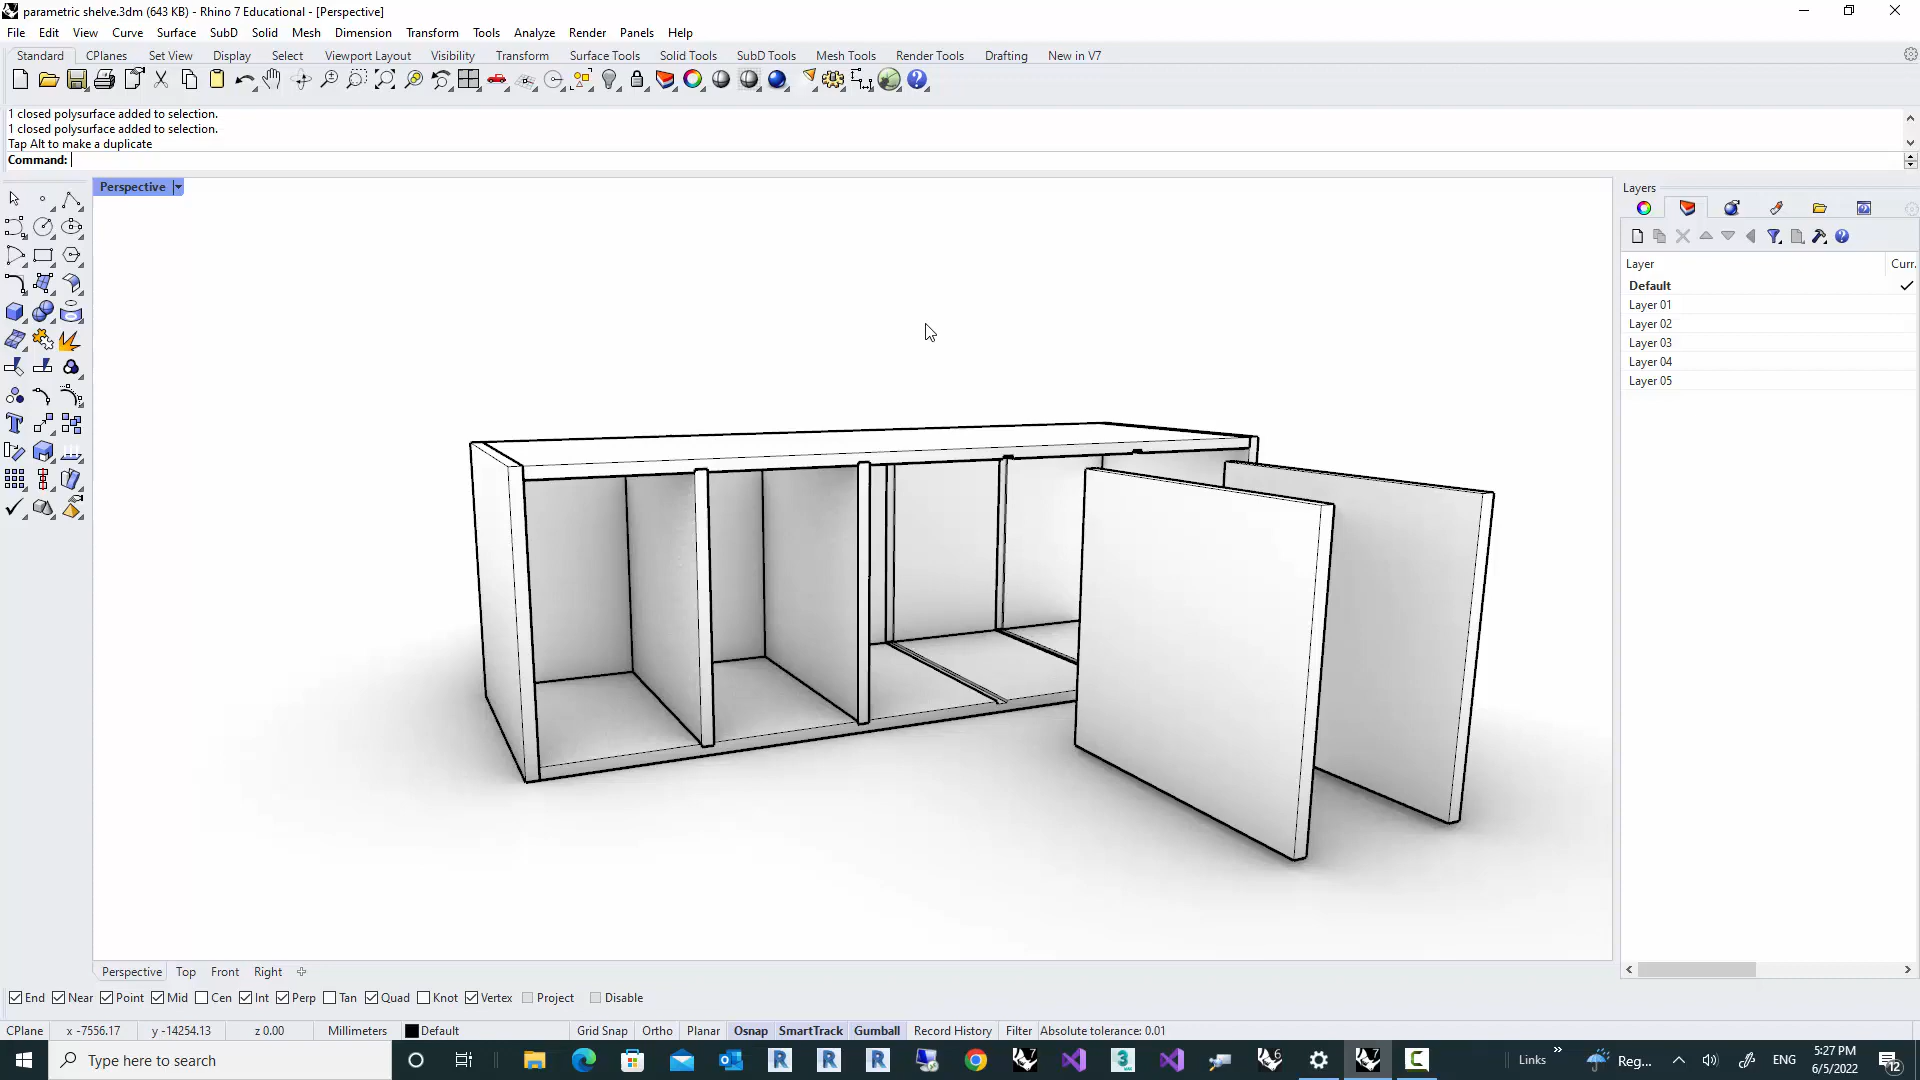 parametric shelve.3dm (643 KB) - Rhino 7 Educational - [Perspective]
File Edit View Curve Surface SubD Solid Mesh Dimension Transform Tools Analyze Render Panels Help
Standard CPlanes Set View Display Select Viewport Layout Visibility Transform Surface Tools Solid Tools SubD Tools Mesh Tools Render Tools Drafting New in V7
1 closed polysurface added to selection.
1 closed polysurface added to selection.
Tap Alt to make a duplicate
Command:
Perspective
Layers
Layer Curr.
Default
Layer 01
Layer 02
Layer 03
Layer 04
Layer 05
Perspective Top Front Right
End Near Point Mid Cen Int Perp Tan Quad Knot Vertex Project Disable
CPlane x -7556.17 y -14254.13 z 0.00 Millimeters Default Grid Snap Ortho Planar Osnap SmartTrack Gumball Record History Filter Absolute tolerance: 0.01
Type here to search
Links
Reg...
ENG
5:27 PM
6/5/2022
12